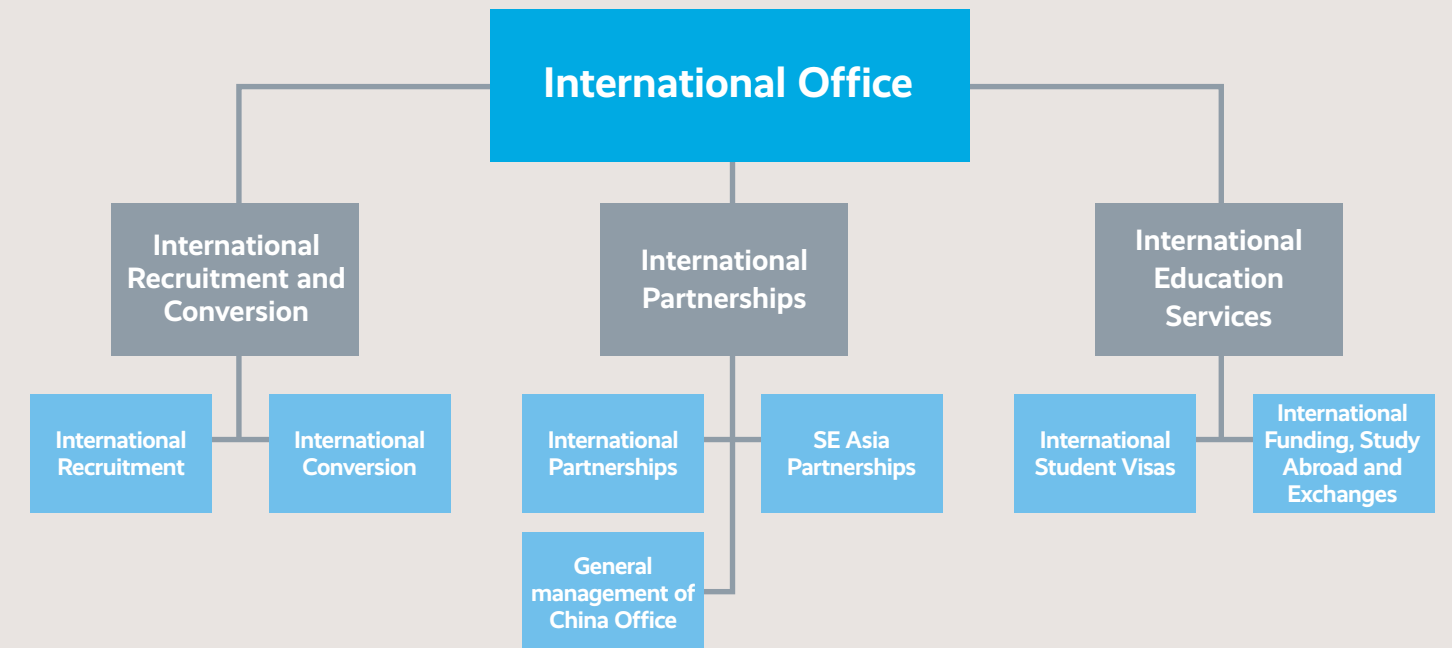 International Office
International
Recruitment and
Conversion
International
Partnerships
International
Education
Services
International
Recruitment
International
Conversion
International
Partnerships
SE Asia
Partnerships
International
Student Visas
International
Funding, Study
Abroad and
Exchanges
General
management of
China Office